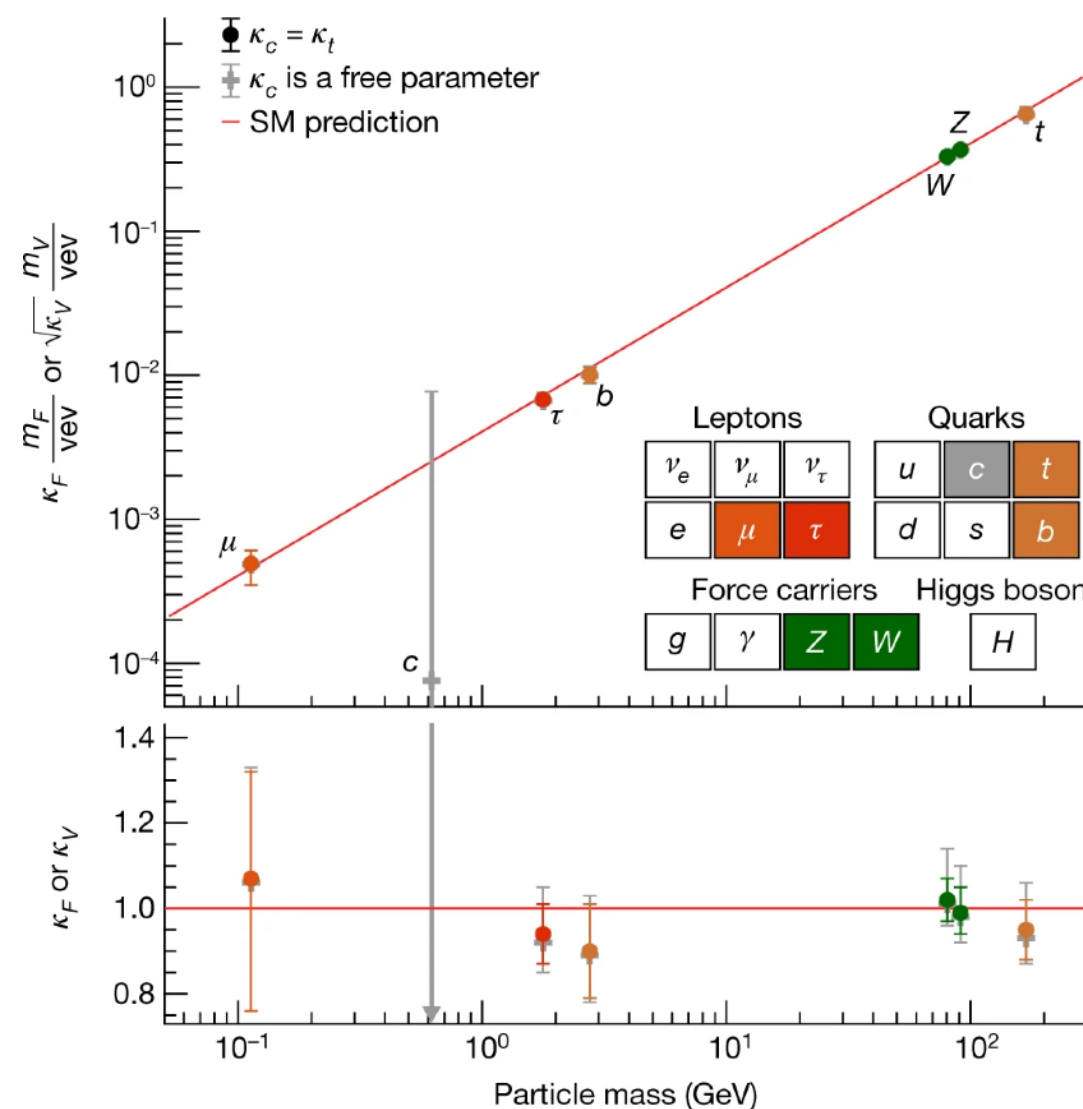 κc = κt
κc is a free parameter
SM prediction
10⁰
10⁻¹
10⁻²
10⁻³
10⁻⁴
κF mF/vev or √κV mV/vev
Z
t
W
b
τ
μ
c
Leptons Quarks
νe νμ ντ u c t
e μ τ d s b
Force carriers Higgs boson
g γ Z W H
1.4
1.2
1.0
0.8
κF or κV
10⁻¹ 10⁰ 10¹ 10²
Particle mass (GeV)